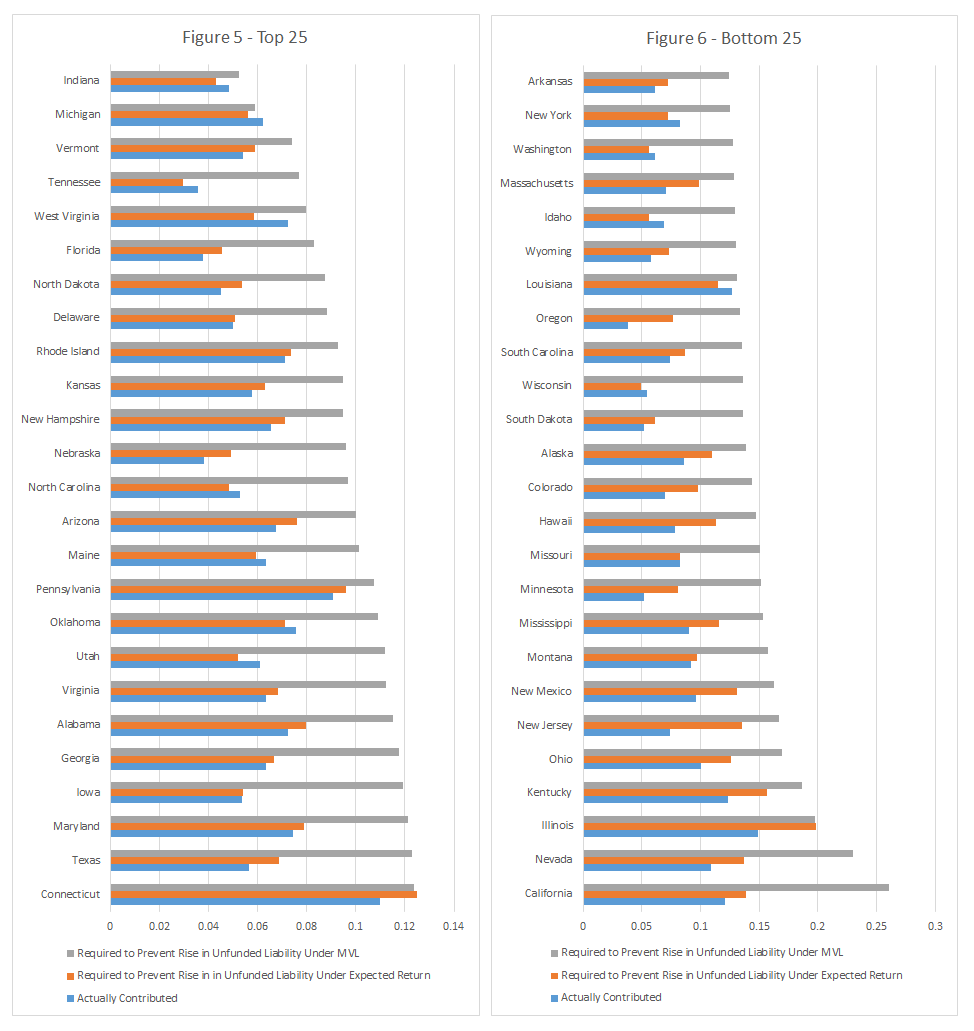 Figure 5 - Top 25
Indiana
Michigan
Vermont
Tennessee
West Virginia
Florida
North Dakota
Delaware
Rhode Island
Kansas
New Hampshire
Nebraska
North Carolina
Arizona
Maine
Pennsylvania
Oklahoma
Utah
Virginia
Alabama
Georgia
Iowa
Maryland
Texas
Connecticut
0 0.02 0.04 0.06 0.08 0.1 0.12 0.14
Required to Prevent Rise in Unfunded Liability Under MVL
Required to Prevent Rise in in Unfunded Liability Under Expected Return
Actually Contributed
Figure 6 - Bottom 25
Arkansas
New York
Washington
Massachusetts
Idaho
Wyoming
Louisiana
Oregon
South Carolina
Wisconsin
South Dakota
Alaska
Colorado
Hawaii
Missouri
Minnesota
Mississippi
Montana
New Mexico
New Jersey
Ohio
Kentucky
Illinois
Nevada
California
0 0.05 0.1 0.15 0.2 0.25 0.3
Required to Prevent Rise in Unfunded Liability Under MVL
Required to Prevent Rise in Unfunded Liability Under Expected Return
Actually Contributed